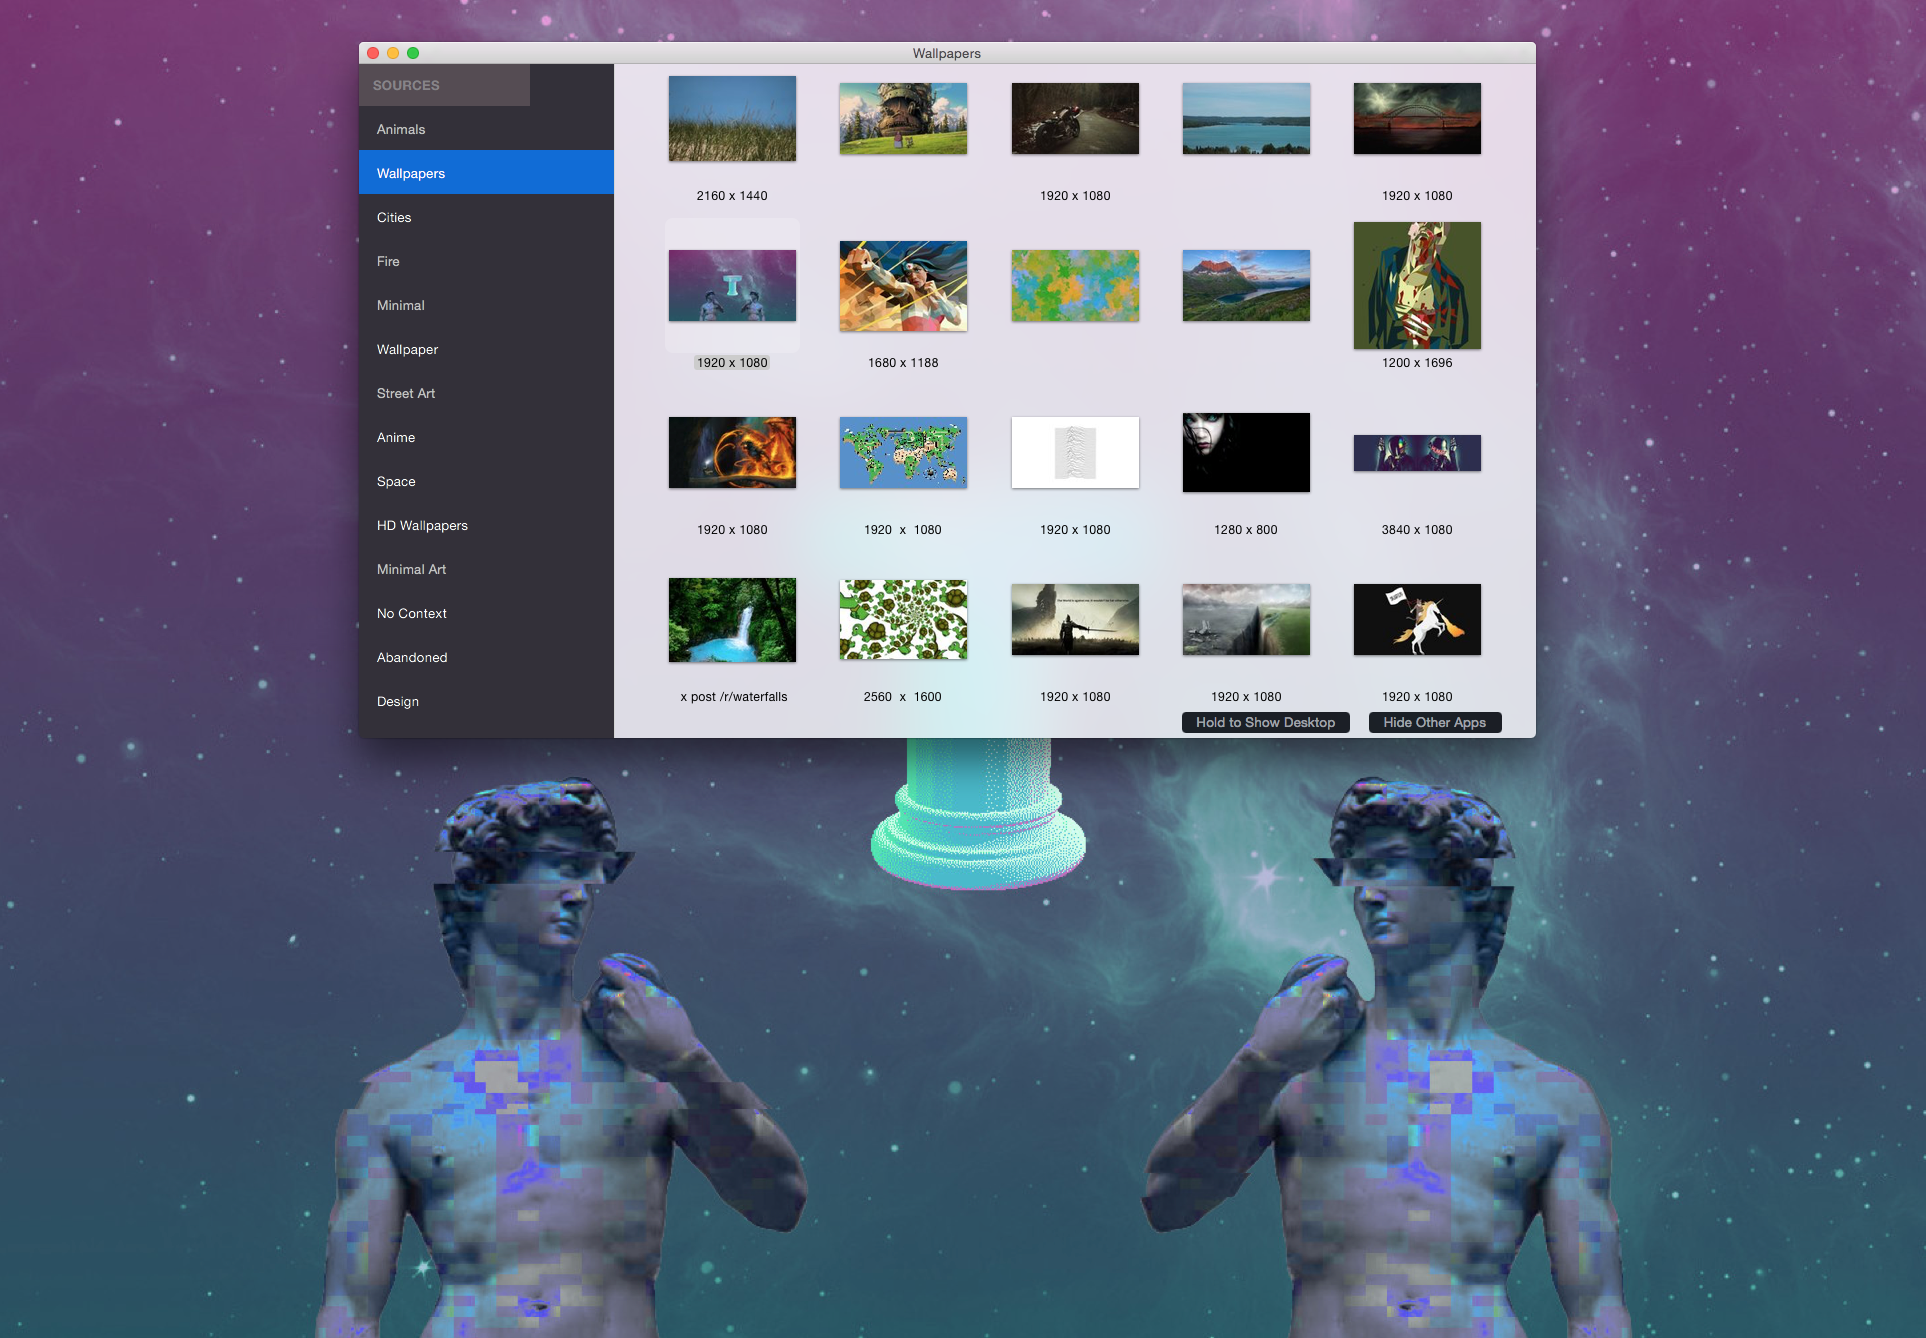 Wallpapers
SOURCES
Animals
Wallpapers
Cities
Fire
Minimal
Wallpaper
Street Art
Anime
Space
HD Wallpapers
Minimal Art
No Context
Abandoned
Design
2160 x 1440
1920 x 1080
1920 x 1080
1920 x 1080
1680 x 1188
1200 x 1696
1920 x 1080
1920 x 1080
1920 x 1080
1280 x 800
3840 x 1080
x post /r/waterfalls
2560 x 1600
1920 x 1080
1920 x 1080
1920 x 1080
Hold to Show Desktop
Hide Other Apps